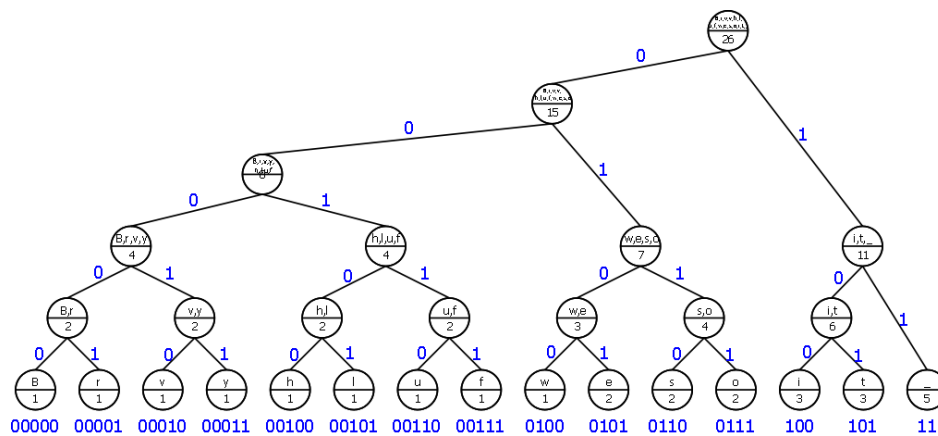 26
0
15
0 1
1
8
0 1
B,r,v,y h,l,u,f w,e,s,o i,t,_
4 4 7 11
0 1 0 1 0 1 0
1
B,r v,y h,l u,f w,e s,o i,t
2 2 2 2 3 4 6
0 1 0 1 0 1 0 1 0 1 0 1 0 1
B r v y h l u f w e s o i t _
1 1 1 1 1 1 1 1 1 2 2 2 3 3 5
00000 00001 00010 00011 00100 00101 00110 00111 0100 0101 0110 0111 100 101 11